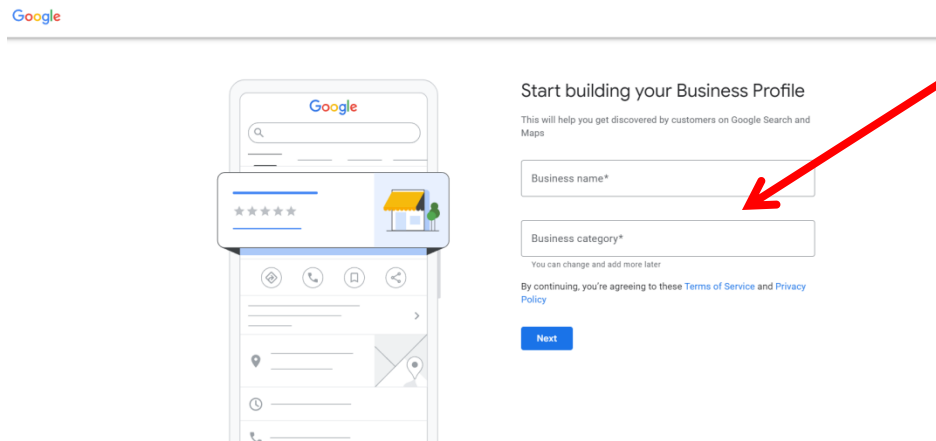 Google
Google
Start building your Business Profile
This will help you get discovered by customers on Google Search and
Maps
Business name*
Business category*
You can change and add more later
By continuing, you're agreeing to these Terms of Service and Privacy
Policy
Next